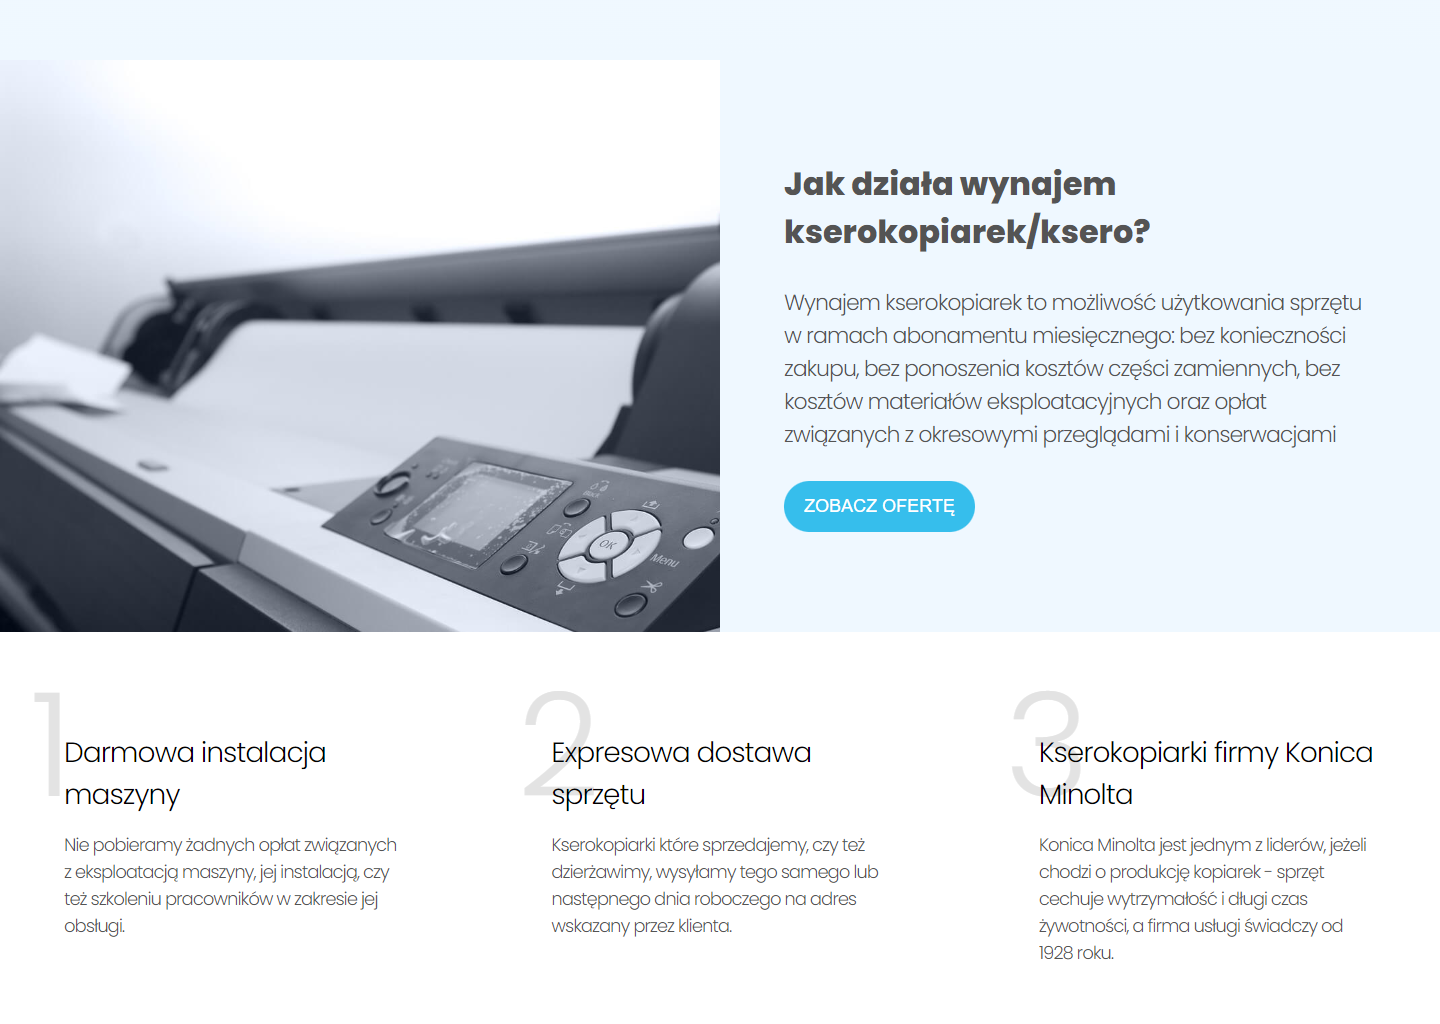 Jak działa wynajem
kserokopiarek/ksero?
Wynajem kserokopiarek to możliwość użytkowania sprzętu
w ramach abonamentu miesięcznego: bez konieczności
zakupu, bez ponoszenia kosztów części zamiennych, bez
kosztów materiałów eksploatacyjnych oraz opłat
związanych z okresowymi przeglądami i konserwacjami
ZOBACZ OFERTĘ
OK
Menu
1
Darmowa instalacja
maszyny
Nie pobieramy żadnych opłat związanych
z eksploatacją maszyny, jej instalacją, czy
też szkoleniu pracowników w zakresie jej
obsługi.
2
Expresowa dostawa
sprzętu
Kserokopiarki które sprzedajemy, czy też
dzierżawimy, wysyłamy tego samego lub
następnego dnia roboczego na adres
wskazany przez klienta.
3
Kserokopiarki firmy Konica
Minolta
Konica Minolta jest jednym z liderów, jeżeli
chodzi o produkcję kopiarek - sprzęt
cechuje wytrzymałość i długi czas
żywotności, a firma usługi świadczy od
1928 roku.